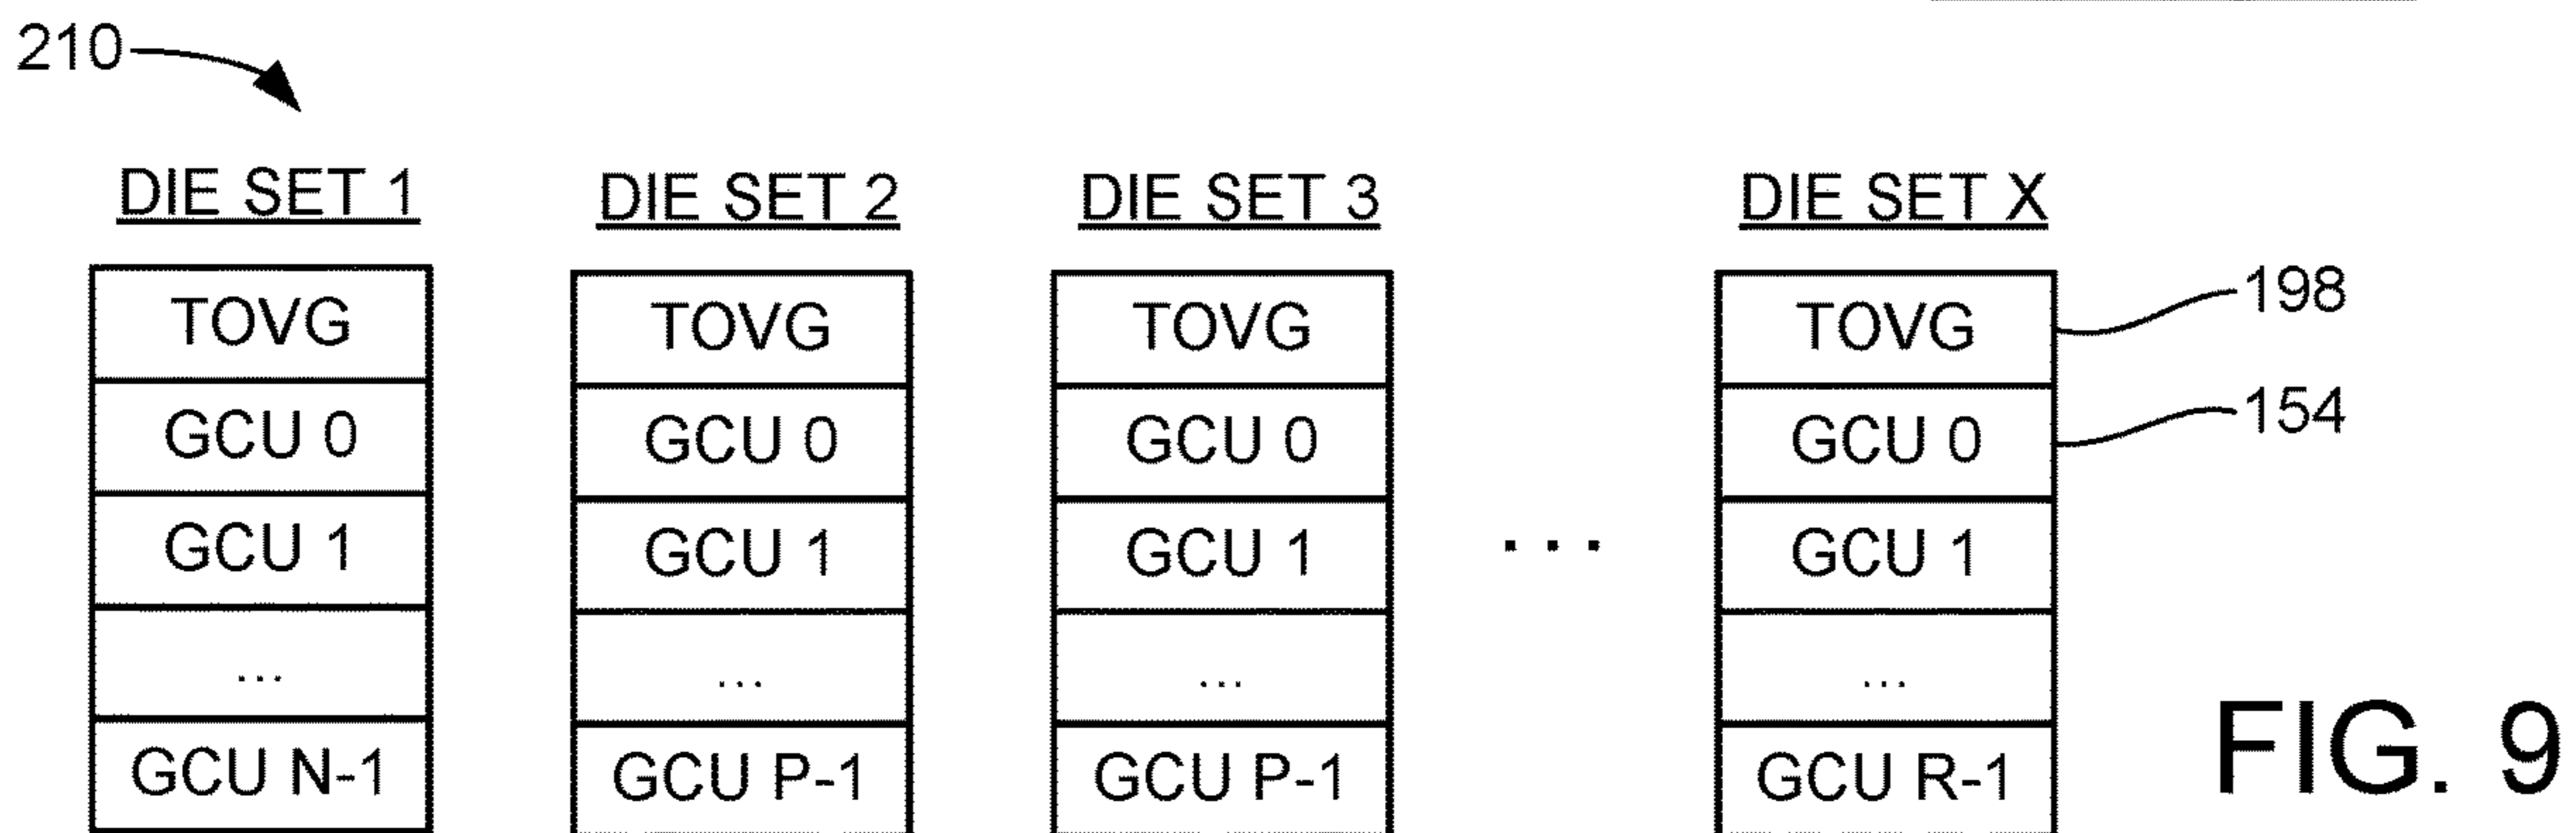 210
DIE SET 1 DIE SET 2 DIE SET 3 DIE SET X
TOVG TOVG TOVG TOVG 198
GCU 0 GCU 0 GCU 0 GCU 0 154
GCU 1 GCU 1 GCU 1 ... GCU 1
... ... ... ...
GCU N-1 GCU P-1 GCU P-1 GCU R-1
FIG. 9